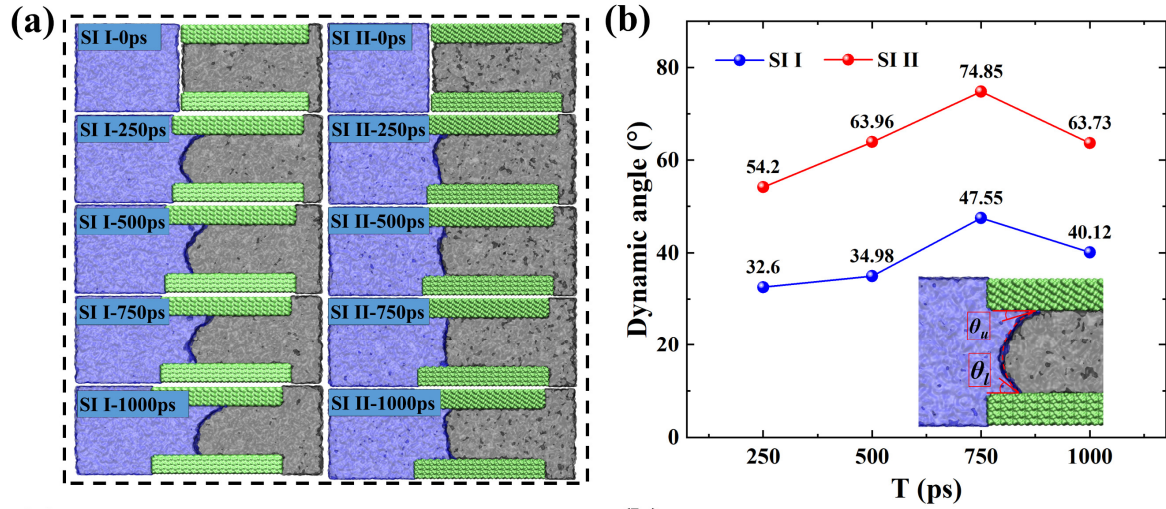 (a)
SI I-0ps
SI II-0ps
SI I-250ps
SI II-250ps
SI I-500ps
SI II-500ps
SI I-750ps
SI II-750ps
SI I-1000ps
SI II-1000ps
(b)
SI I
SI II
Dynamic angle (°)
80
60
40
20
0
54.2
63.96
74.85
63.73
32.6
34.98
47.55
40.12
θu
θl
250
500
750
1000
T (ps)